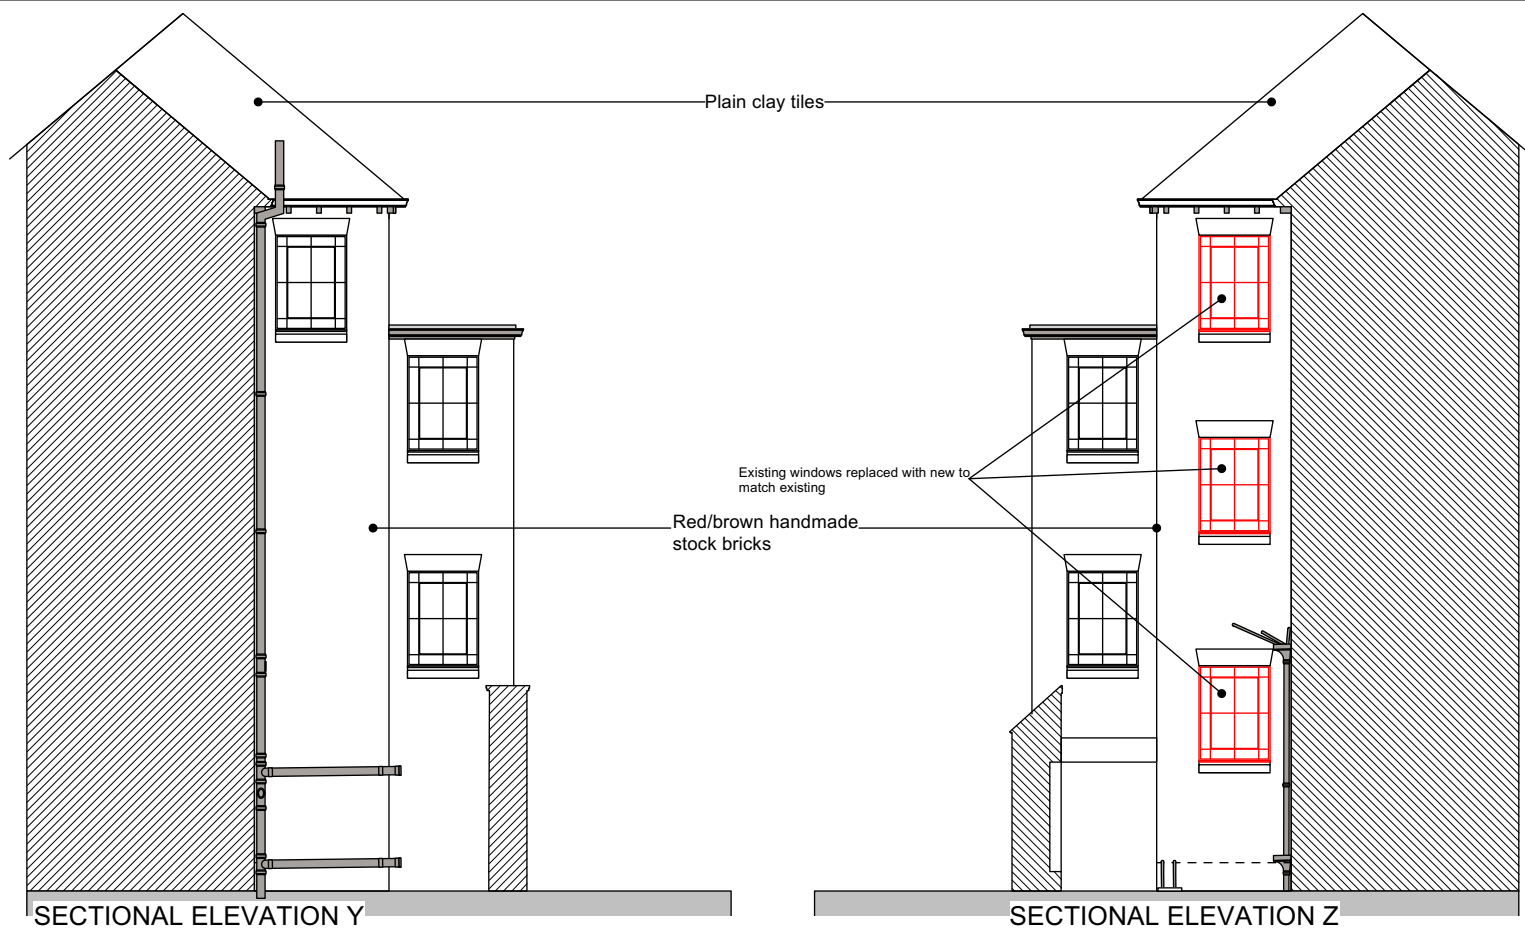 Plain clay tiles
Existing windows replaced with new to
match existing
Red/brown handmade
stock bricks
SECTIONAL ELEVATION Y
SECTIONAL ELEVATION Z